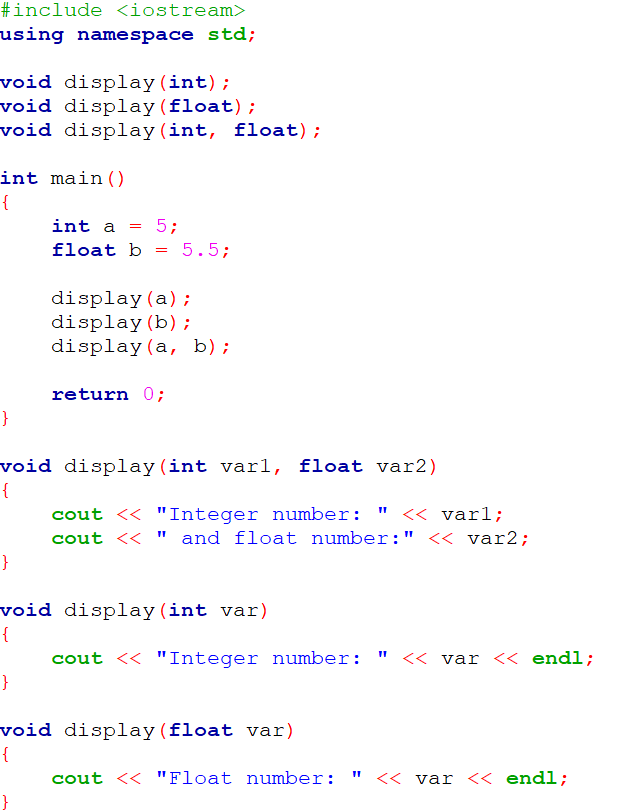 #include <iostream>
using namespace std;

void display(int);
void display(float);
void display(int, float);

int main()
{
    int a = 5;
    float b = 5.5;

    display(a);
    display(b);
    display(a, b);

    return 0;
}

void display(int var1, float var2)
{
    cout << "Integer number: " << var1;
    cout << " and float number:" << var2;
}

void display(int var)
{
    cout << "Integer number: " << var << endl;
}

void display(float var)
{
    cout << "Float number: " << var << endl;
}